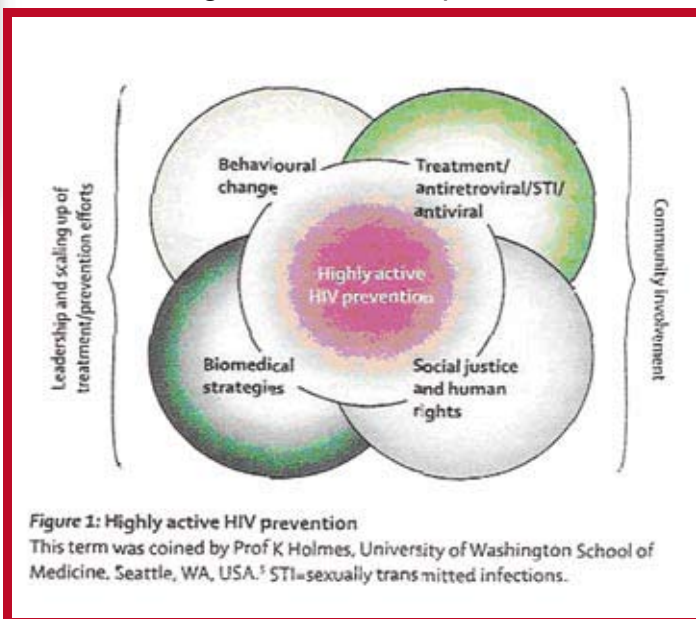 Leadership and scaling up of
treatment/prevention efforts
Behavioural
change
Treatment/
antiretroviral/STI/
antiviral
Highly active
HIV prevention
Biomedical
strategies
Social justice
and human
rights
Community involvement
Figure 1: Highly active HIV prevention
This term was coined by Prof K Holmes, University of Washington School of
Medicine, Seattle, WA, USA.⁵ STI=sexually transmitted infections.